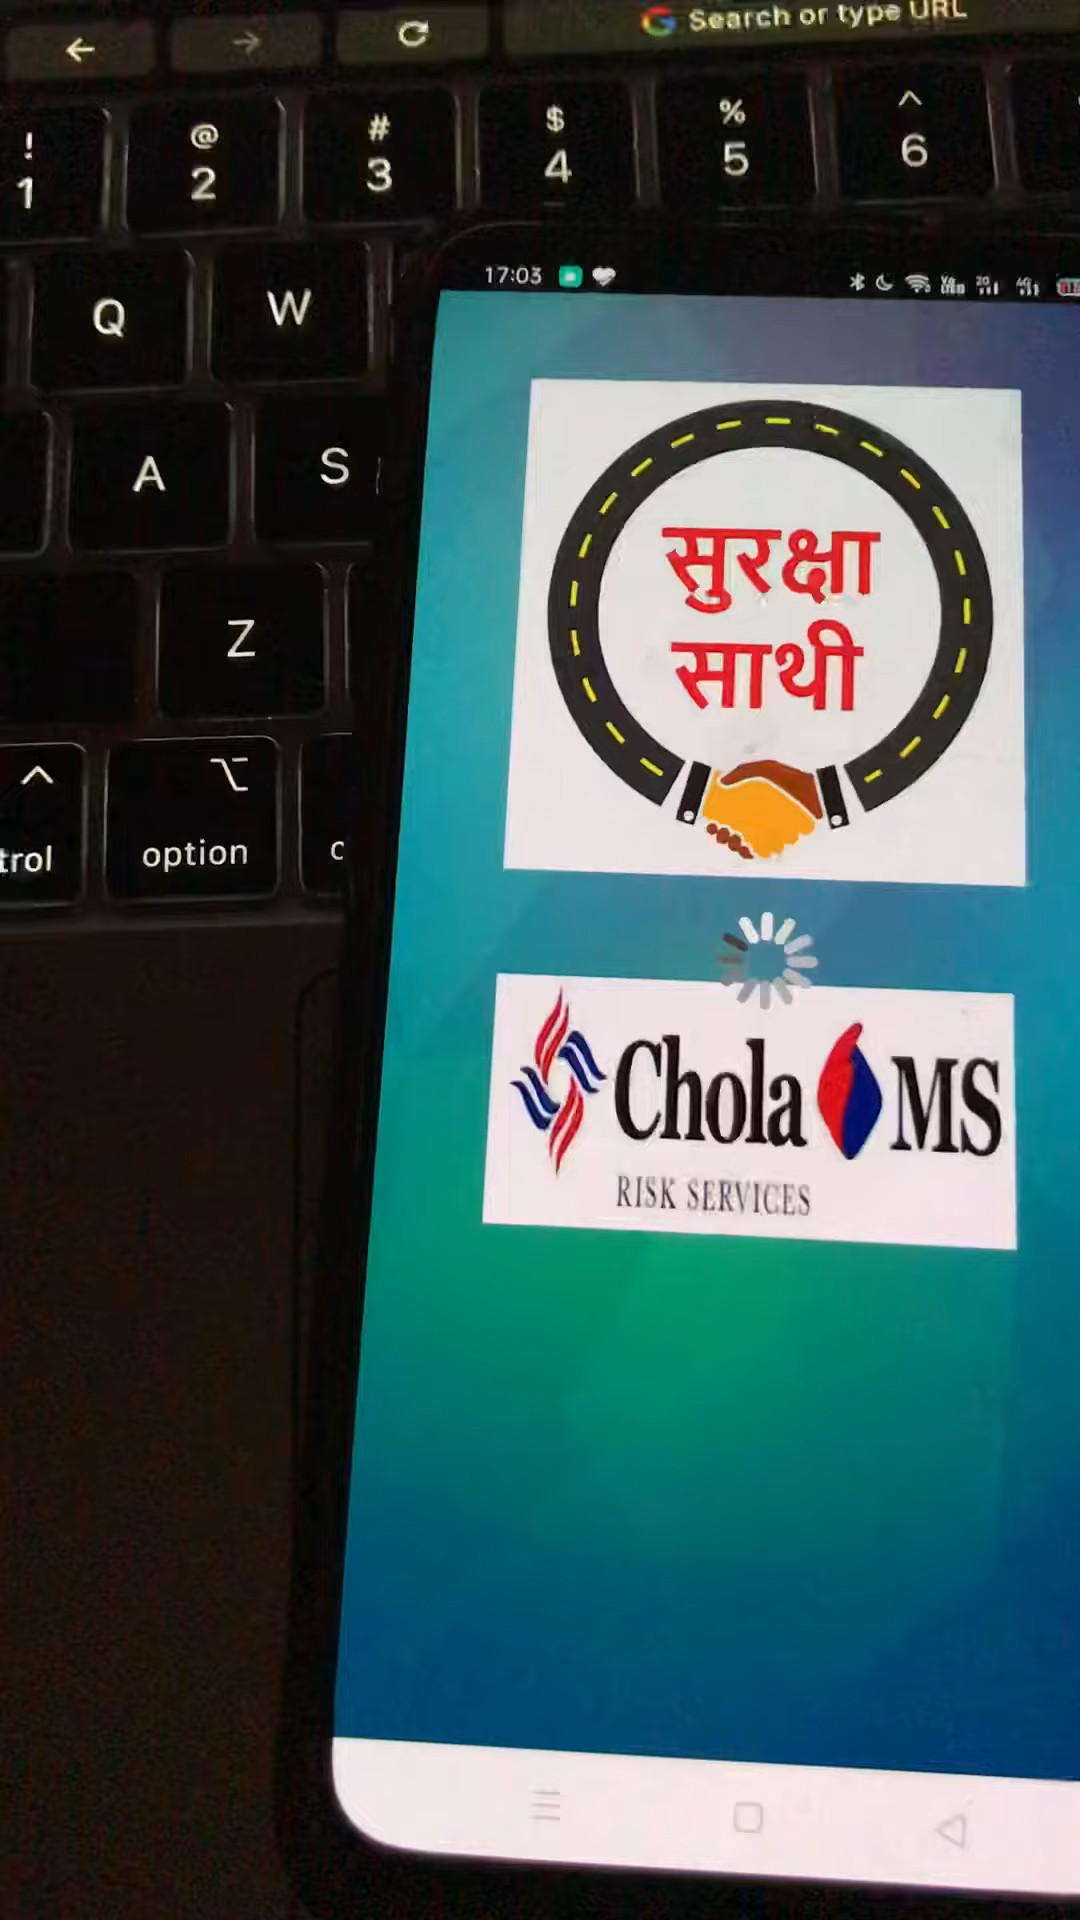 Search or type URL
! @ # $ % ^
1 2 3 4 5 6
Q W
17:03
A S
सुरक्षा
साथी
Z
option
Chola MS
RISK SERVICES